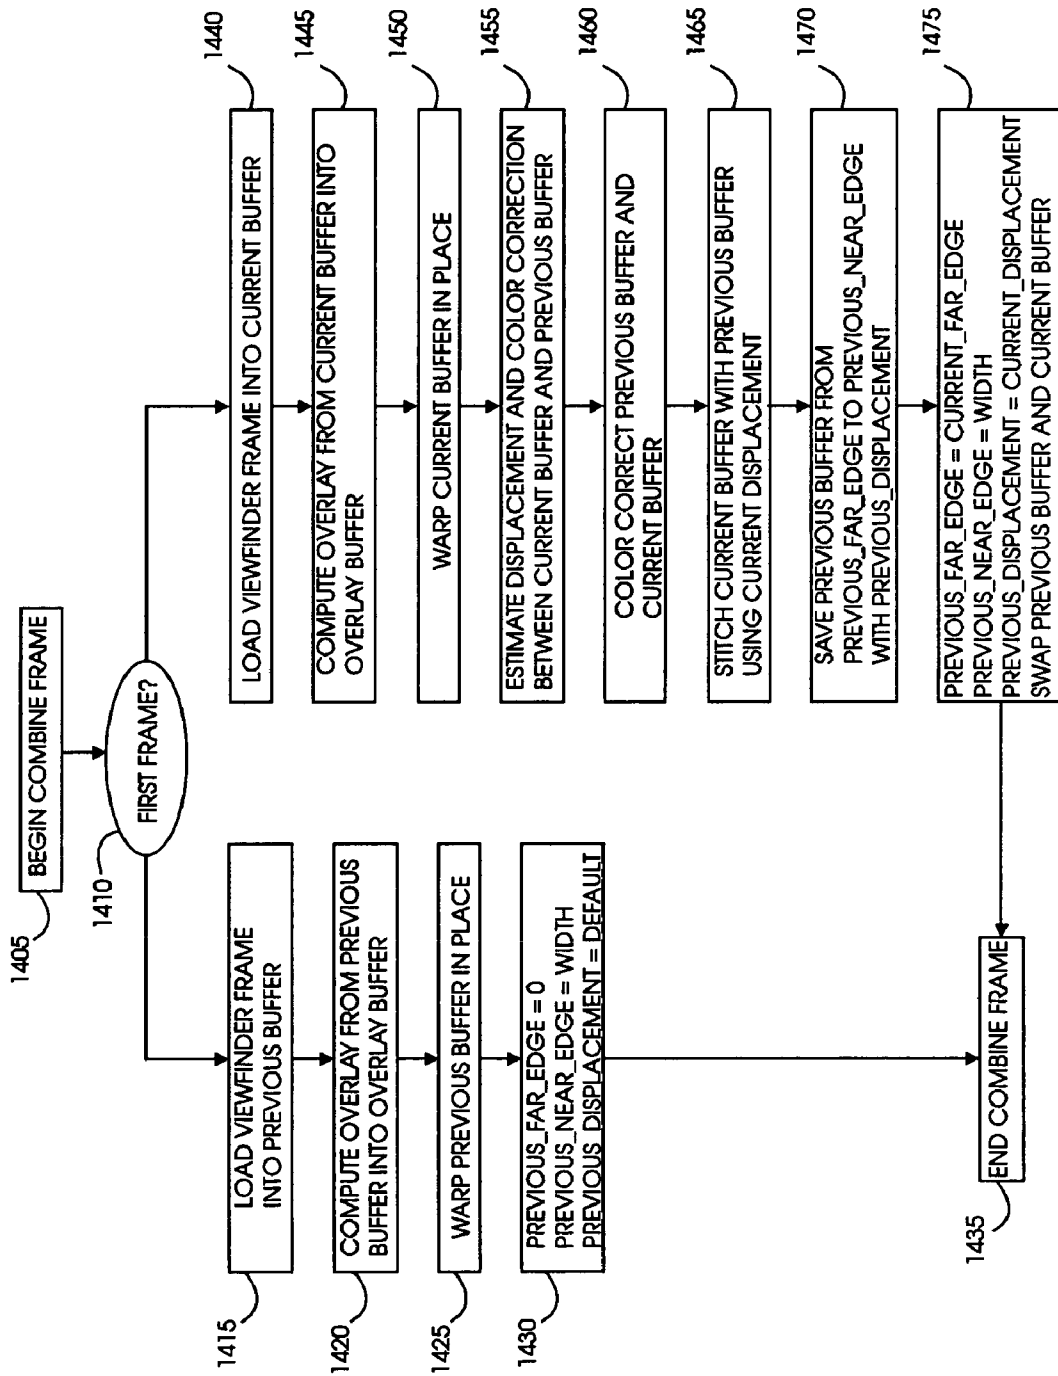 1405
BEGIN COMBINE FRAME
1410
FIRST FRAME?
1415
LOAD VIEWFINDER FRAME
INTO PREVIOUS BUFFER
1420
COMPUTE OVERLAY FROM PREVIOUS
BUFFER INTO OVERLAY BUFFER
1425
WARP PREVIOUS BUFFER IN PLACE
1430
PREVIOUS_FAR_EDGE = 0
PREVIOUS_NEAR_EDGE = WIDTH
PREVIOUS_DISPLACEMENT = DEFAULT
1435
END COMBINE FRAME
1440
LOAD VIEWFINDER FRAME INTO CURRENT BUFFER
1445
COMPUTE OVERLAY FROM CURRENT BUFFER INTO
OVERLAY BUFFER
1450
WARP CURRENT BUFFER IN PLACE
1455
ESTIMATE DISPLACEMENT AND COLOR CORRECTION
BETWEEN CURRENT BUFFER AND PREVIOUS BUFFER
1460
COLOR CORRECT PREVIOUS BUFFER AND
CURRENT BUFFER
1465
STITCH CURRENT BUFFER WITH PREVIOUS BUFFER
USING CURRENT DISPLACEMENT
1470
SAVE PREVIOUS BUFFER FROM
PREVIOUS_FAR_EDGE TO PREVIOUS_NEAR_EDGE
WITH PREVIOUS_DISPLACEMENT
1475
PREVIOUS_FAR_EDGE = CURRENT_FAR_EDGE
PREVIOUS_NEAR_EDGE = WIDTH
PREVIOUS_DISPLACEMENT = CURRENT_DISPLACEMENT
SWAP PREVIOUS BUFFER AND CURRENT BUFFER